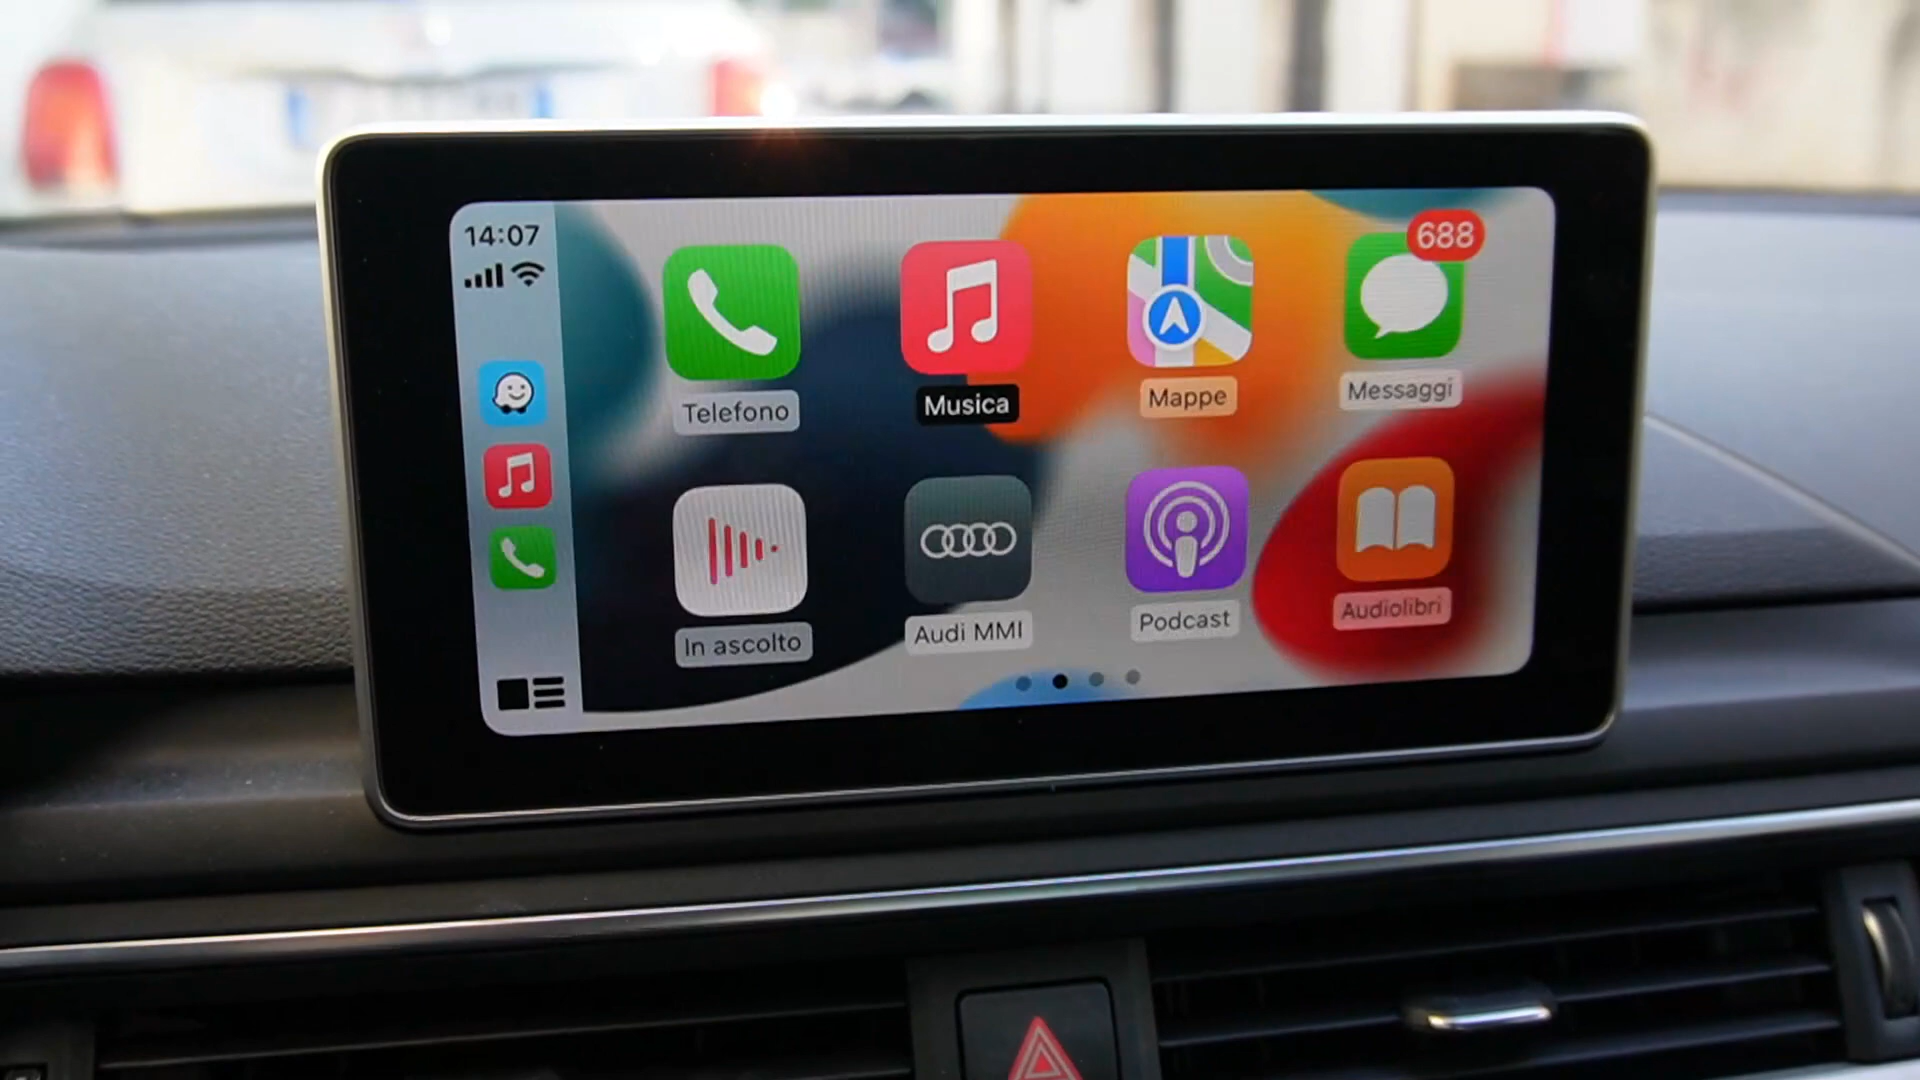 14:07
688
Telefono
Musica
Mappe
Messaggi
In ascolto
Audi MMI
Podcast
Audiolibri